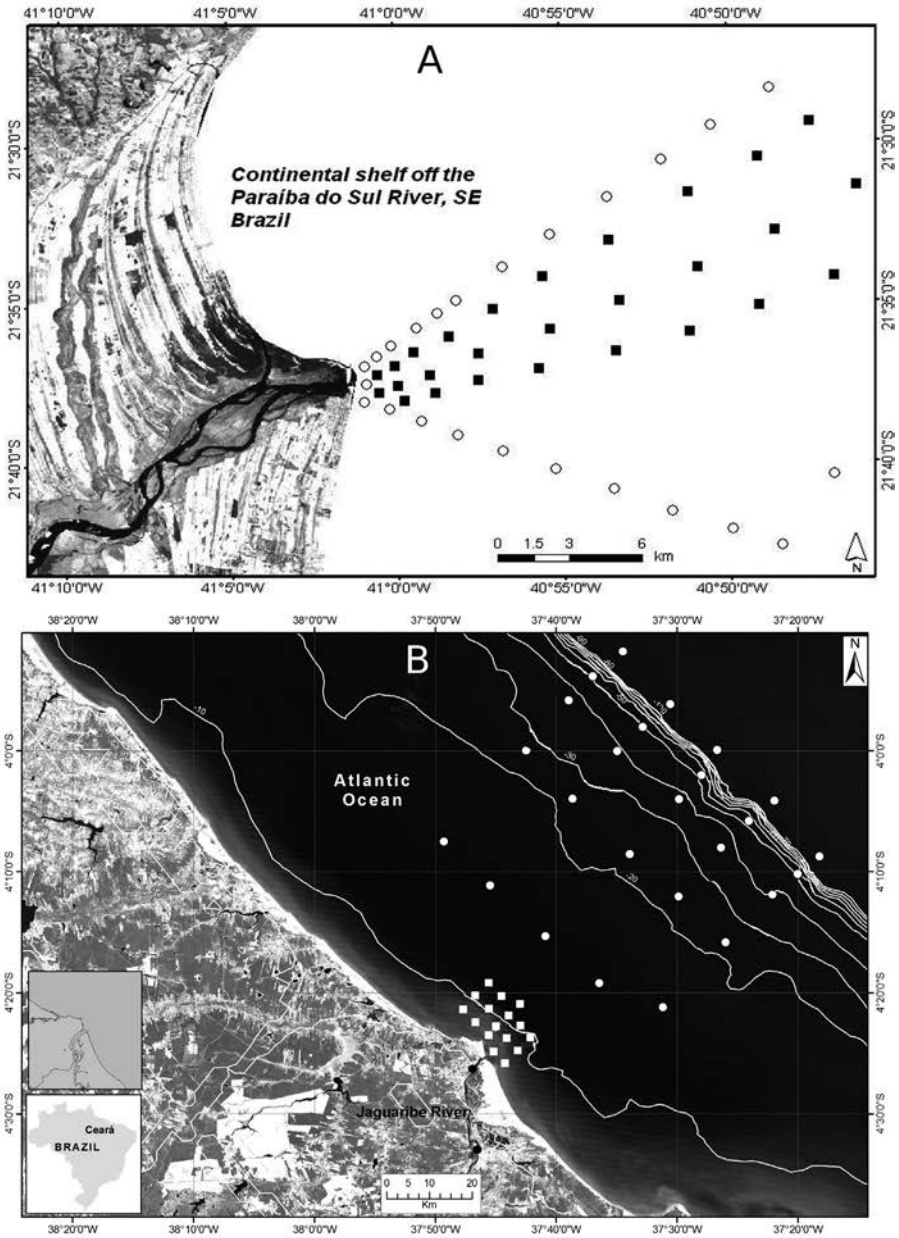 41°10'0"W 41°5'0"W 41°0'0"W 40°55'0"W 40°50'0"W
A
21°30'0"S 21°30'0"S
Continental shelf off the
Paraíba do Sul River, SE
Brazil
21°35'0"S 21°35'0"S
21°40'0"S 21°40'0"S
0 1.5 3 6
km
N
41°10'0"W 41°5'0"W 41°0'0"W 40°55'0"W 40°50'0"W
38°20'0"W 38°10'0"W 38°0'0"W 37°50'0"W 37°40'0"W 37°30'0"W 37°20'0"W
B
N
-10
4°0'0"S 4°0'0"S
Atlantic
Ocean
-30
-20
4°10'0"S 4°10'0"S
4°20'0"S 4°20'0"S
4°30'0"S 4°30'0"S
Jaguaribe River
Ceará
BRAZIL
0 10 20
Km
38°20'0"W 38°10'0"W 38°0'0"W 37°50'0"W 37°40'0"W 37°30'0"W 37°20'0"W